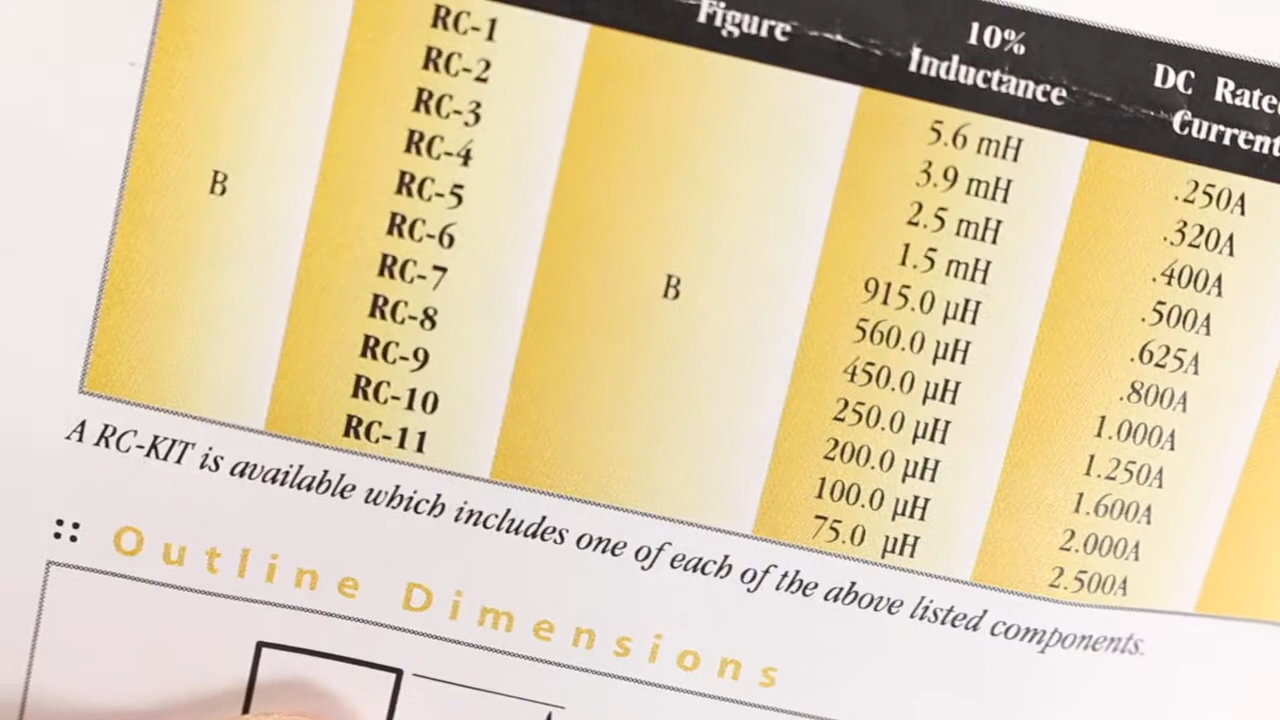 Figure 10% Inductance DC Rated Current
RC-1 5.6 mH .250A
RC-2 3.9 mH .320A
RC-3 2.5 mH .400A
RC-4 1.5 mH .500A
B RC-5 B 915.0 µH .625A
RC-6 560.0 µH .800A
RC-7 450.0 µH 1.000A
RC-8 250.0 µH 1.250A
RC-9 200.0 µH 1.600A
RC-10 100.0 µH 2.000A
RC-11 75.0 µH 2.500A
A RC-KIT is available which includes one of each of the above listed components.
:: Outline Dimensions